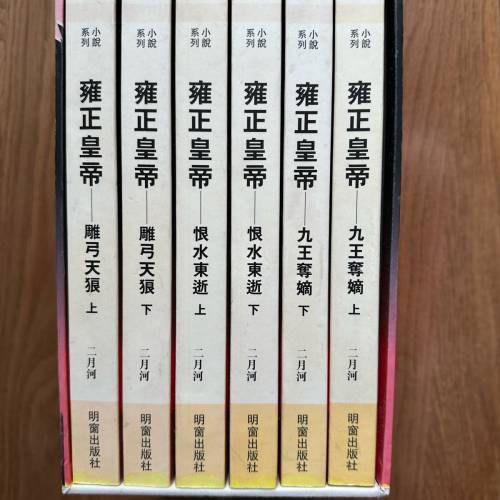 小說系列
雍正皇帝——雕弓天狼 上
二月河
明窗出版社
小說系列
雍正皇帝——雕弓天狼 下
二月河
明窗出版社
小說系列
雍正皇帝——恨水東逝 上
二月河
明窗出版社
小說系列
雍正皇帝——恨水東逝 下
二月河
明窗出版社
小說系列
雍正皇帝——九王奪嫡 下
二月河
明窗出版社
小說系列
雍正皇帝——九王奪嫡 上
二月河
明窗出版社